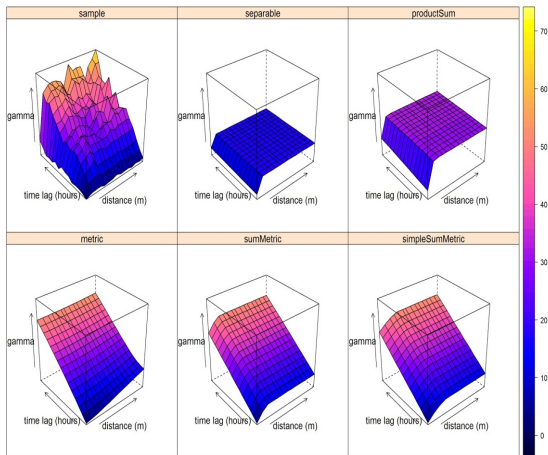 sample
separable
productSum
gamma
time lag (hours)
distance (m)
gamma
time lag (hours)
distance (m)
gamma
time lag (hours)
distance (m)
metric
sumMetric
simpleSumMetric
gamma
time lag (hours)
distance (m)
gamma
time lag (hours)
distance (m)
gamma
time lag (hours)
distance (m)
70
60
50
40
30
20
10
0